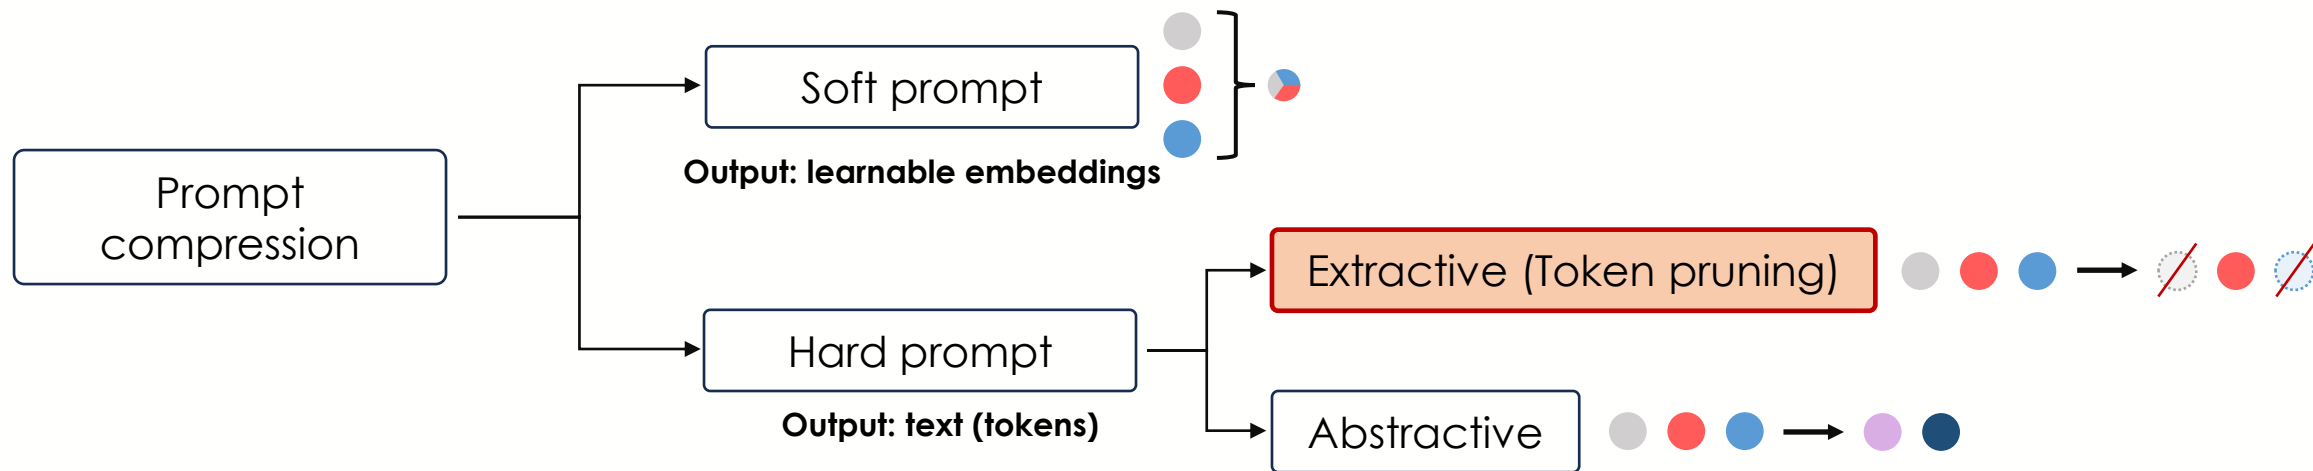 Soft prompt
Output: learnable embeddings
Prompt
compression
Extractive (Token pruning)
Hard prompt
Output: text (tokens)
Abstractive